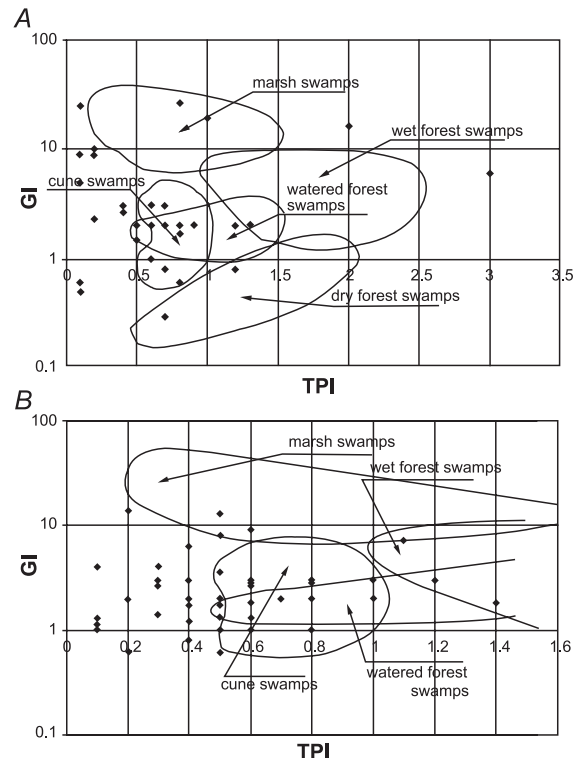 A
100
marsh swamps
wet forest swamps
10
cune swamps
watered forest
swamps
GI
1
0
0.5
1.0
1.5
2
2.5
3.0
3.5
dry forest swamps
0.1
TPI
B
100
marsh swamps
wet forest swamps
10
GI
1
0
0.2
0.4
0.6
0.8
1.0
1.2
1.4
1.6
cune swamps
watered forest
swamps
0.1
TPI